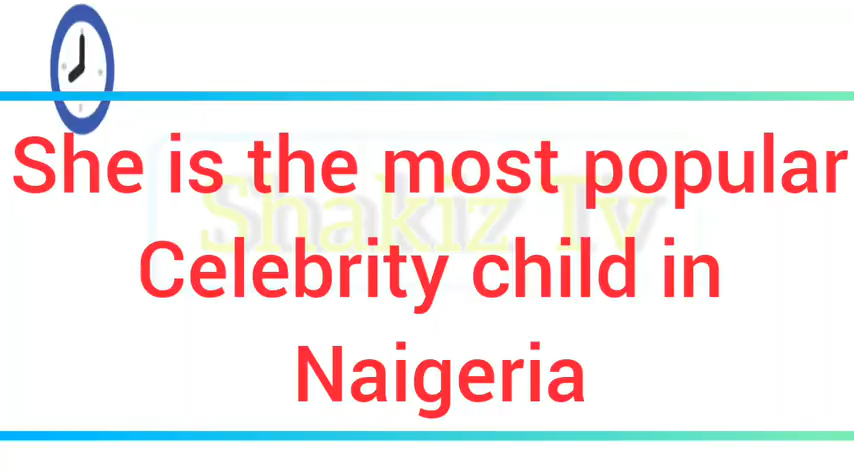 She is the most popular
Shakiz Tv
Celebrity child in
Naigeria